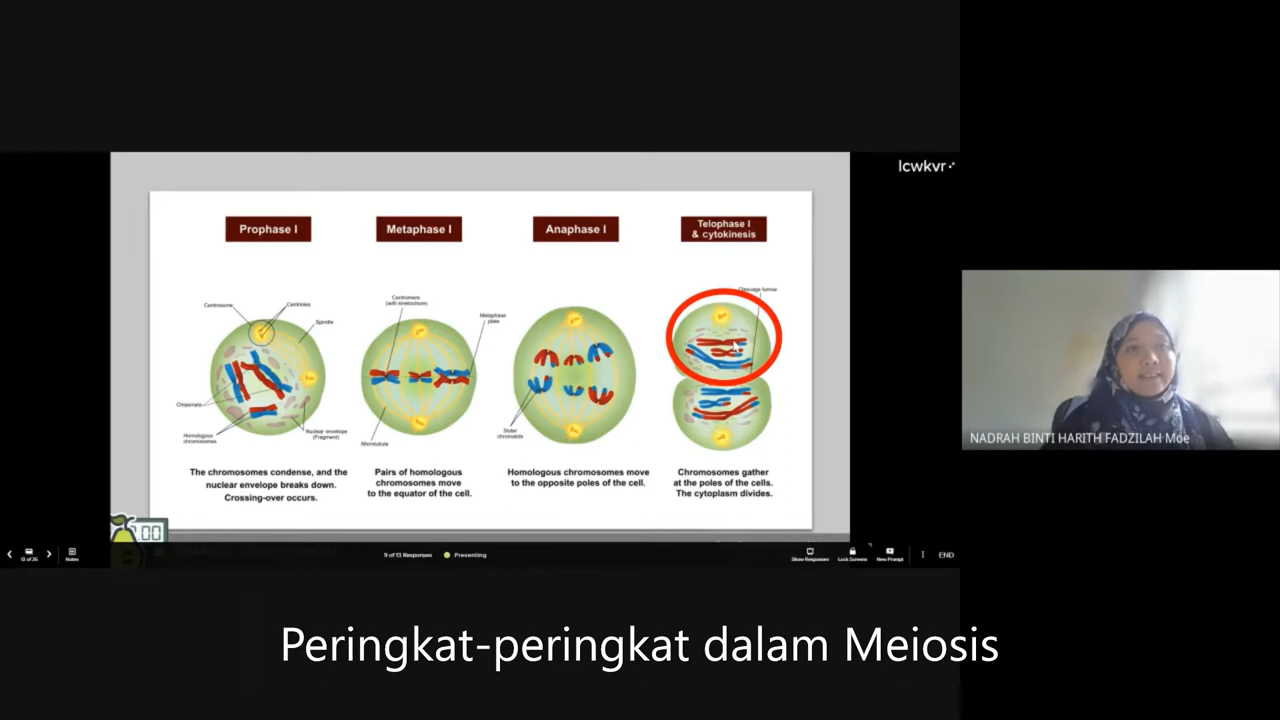 lcwkvr
Prophase I
Metaphase I
Anaphase I
Telophase I
& cytokinesis
Centrosome
Centrioles
Spindle
Chiasmata
Homologous
chromosomes
Nuclear envelope
(Fragment)
Centromere
(with kinetochore)
Metaphase
plate
Microtubule
Sister
chromatids
Cleavage furrow
The chromosomes condense, and the
nuclear envelope breaks down.
Crossing-over occurs.
Pairs of homologous
chromosomes move
to the equator of the cell.
Homologous chromosomes move
to the opposite poles of the cell.
Chromosomes gather
at the poles of the cells.
The cytoplasm divides.
NADRAH BINTI HARITH FADZILAH Moe
Notes
9 of 13 Responses
Presenting
Show Responses
Lock Screens
New Prompt
END
Peringkat-peringkat dalam Meiosis